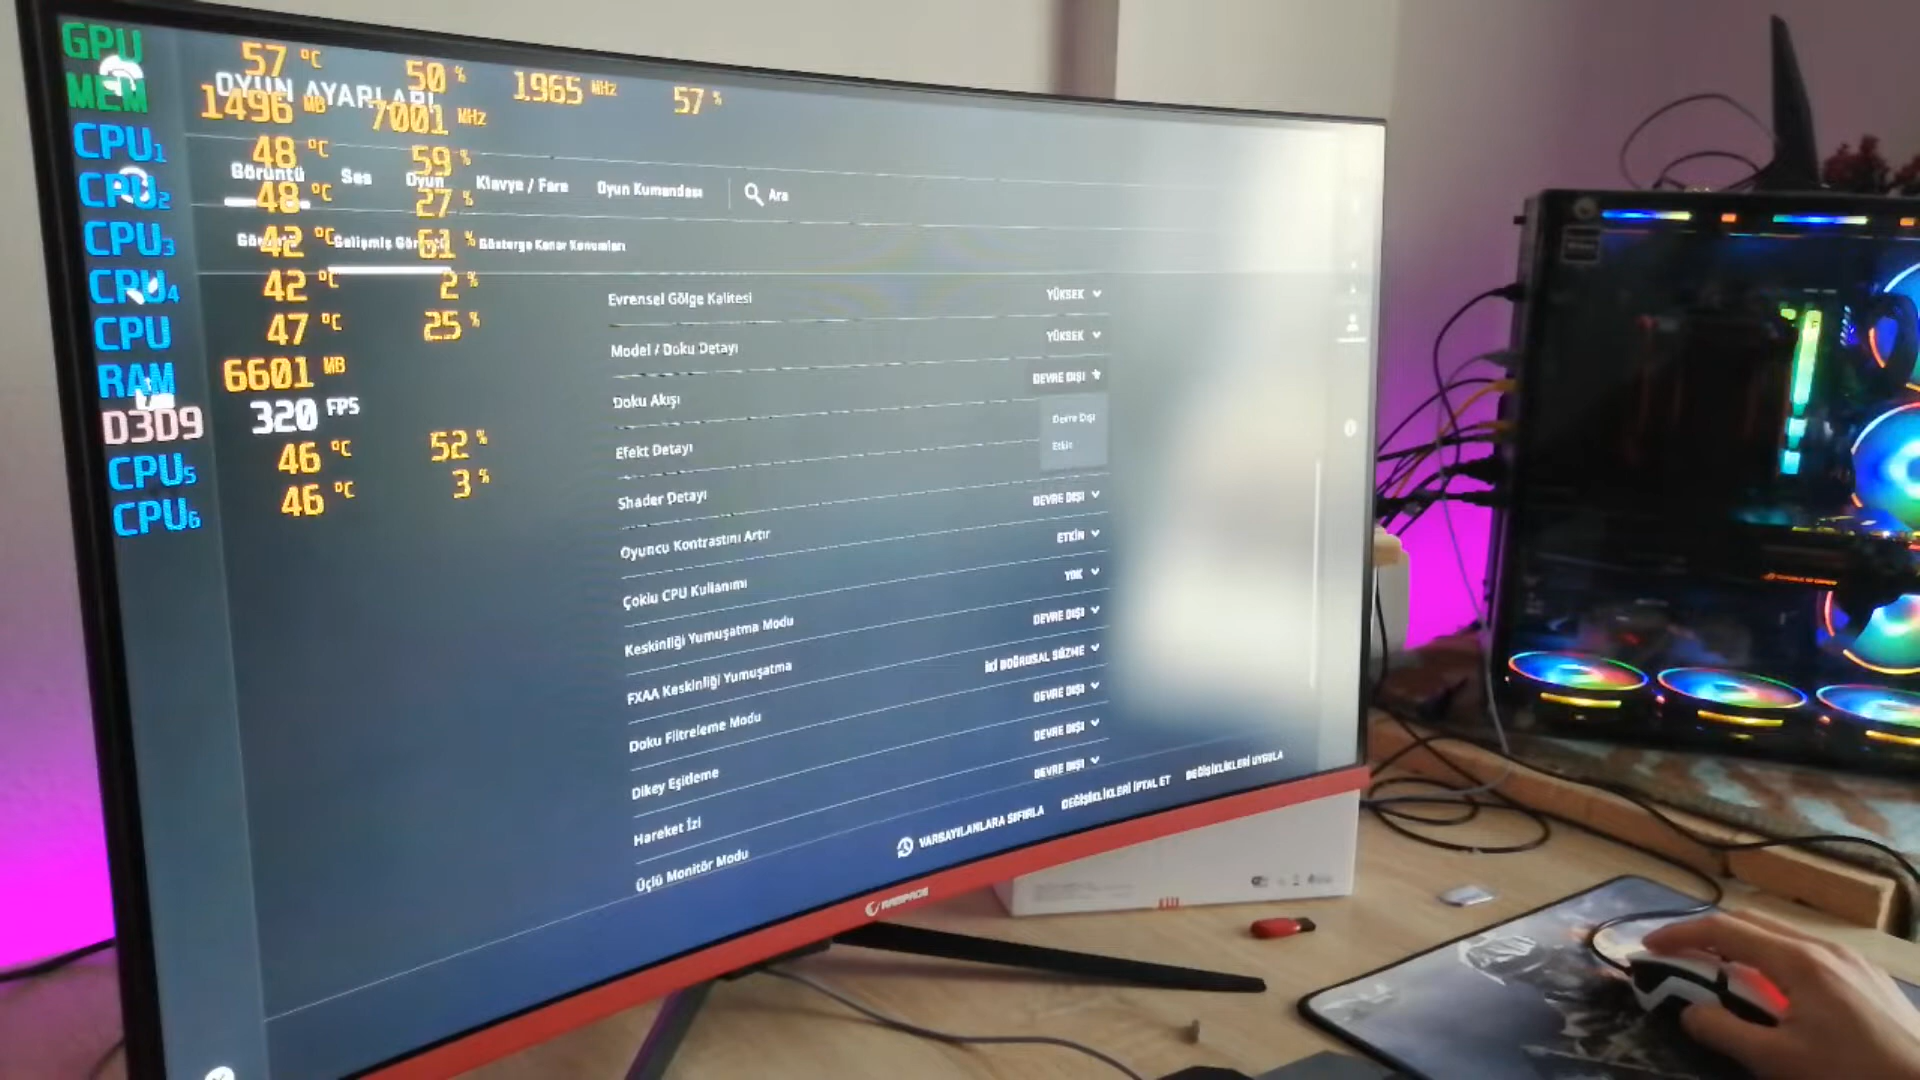 GPU 57 °C 50 % 1965 MHz 57 %
OYUN AYARLARI
MEM 1496 MB 7001 MHz
CPU1 48 °C 59 %
Görüntü Ses Oyun Klavye / Fare Oyun Kumandası Ara
CPU2 48 °C 27 %
CPU3 42 °C 61 %
Gelişmiş Gösterge Kenar Konumları
CPU4 42 °C 2 %
CPU 47 °C 25 %
RAM 6601 MB
D3D9 320 FPS
CPU5 46 °C 52 %
CPU6 46 °C 3 %
Evrensel Gölge Kalitesi YÜKSEK
Model / Doku Detayı YÜKSEK
Doku Akışı DEVRE DIŞI
Devre Dışı
Etkin
Efekt Detayı
Shader Detayı
DEVRE DIŞI
Oyuncu Kontrastını Artır
ETKİN
Çoklu CPU Kullanımı
YOK
Keskinliği Yumuşatma Modu
DEVRE DIŞI
FXAA Keskinliği Yumuşatma
İKİ DOĞRUSAL SÜZME
Doku Filtreleme Modu
DEVRE DIŞI
Dikey Eşitleme
DEVRE DIŞI
Hareket İzi
DEVRE DIŞI
Üçlü Monitör Modu
VARSAYILANLARA SIFIRLA DEĞİŞİKLİKLERİ İPTAL ET DEĞİŞİKLİKLERİ UYGULA
RAMPAGE